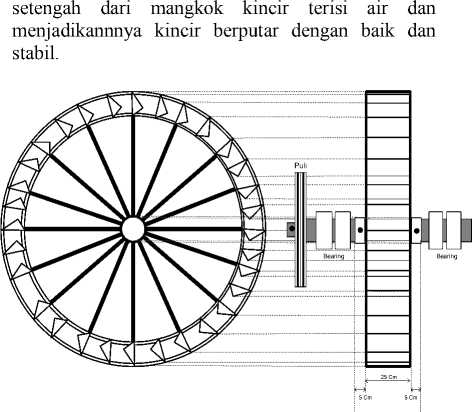 setengah dari mangkok kincir terisi air dan
menjadikannnya kincir berputar dengan baik dan
stabil.
Puli
Bearing
Bearing
25 Cm
5 Cm
5 Cm